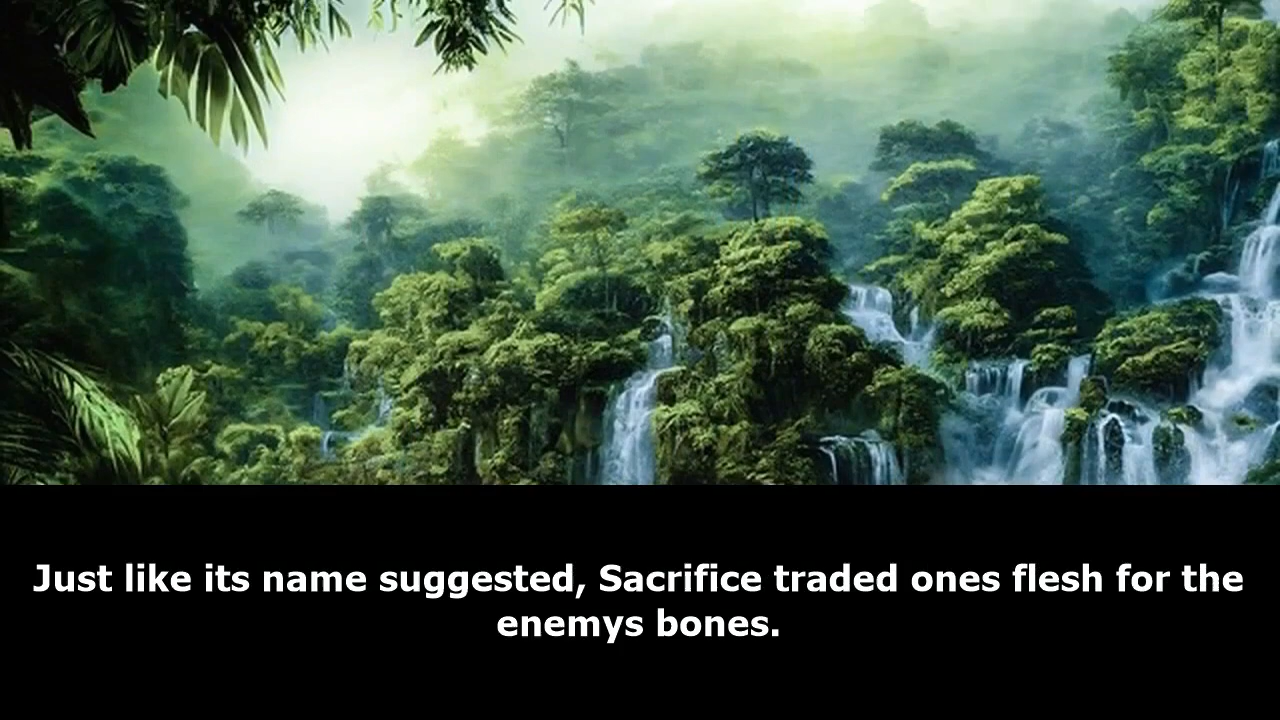 Just like its name suggested, Sacrifice traded ones flesh for the
enemys bones.